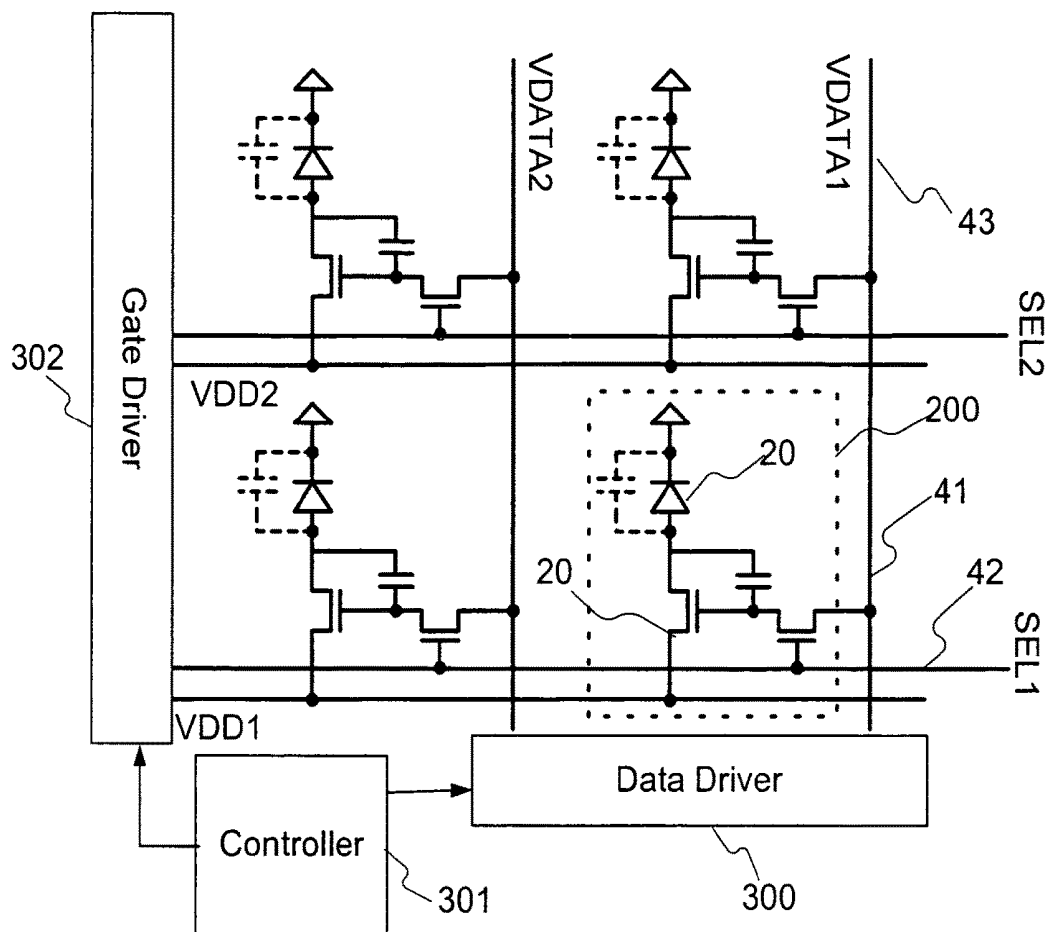 VDATA2
VDATA1
43
Gate Driver
302
SEL2
VDD2
200
20
41
20
42
SEL1
VDD1
Data Driver
Controller
301
300